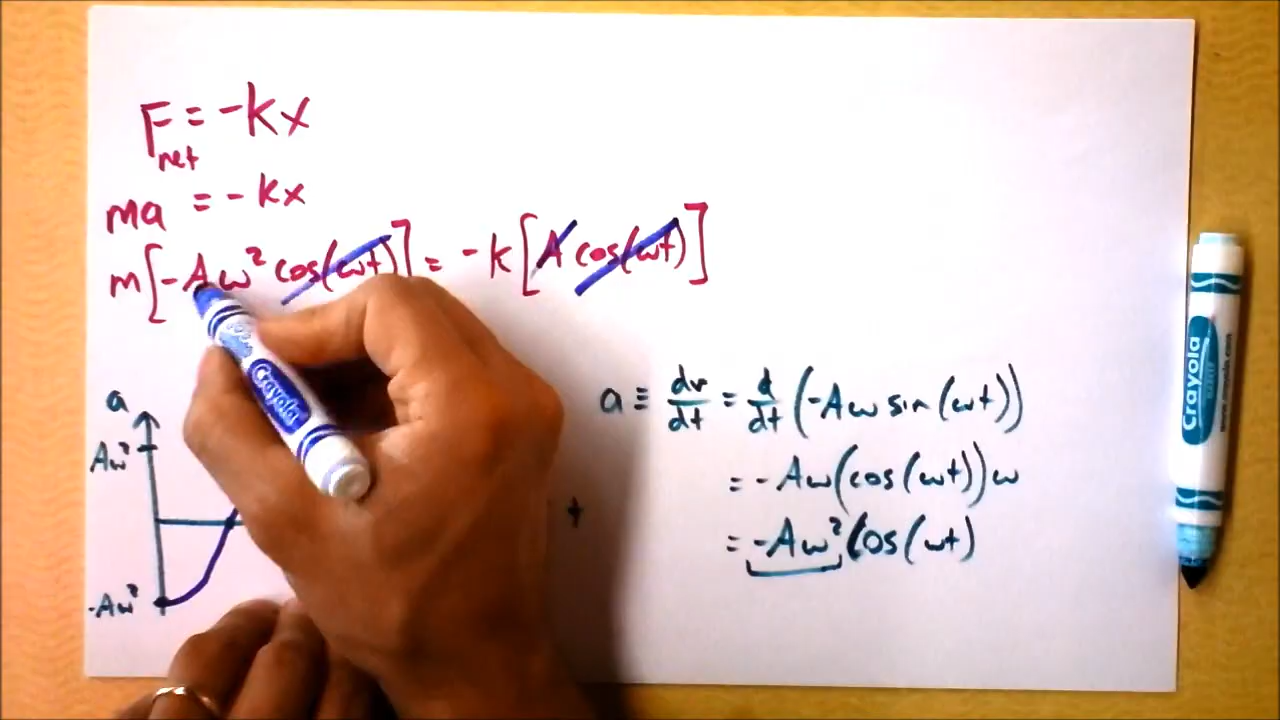 F_net = -kx
ma = -kx
m[-Aω² cos(ωt)] = -k[A cos(ωt)]
a
Aω²
-Aω²
t
a ≡ dv/dt = d/dt (-Aω sin(ωt))
= -Aω(cos(ωt))ω
= -Aω² cos(ωt)
Crayola
Crayola